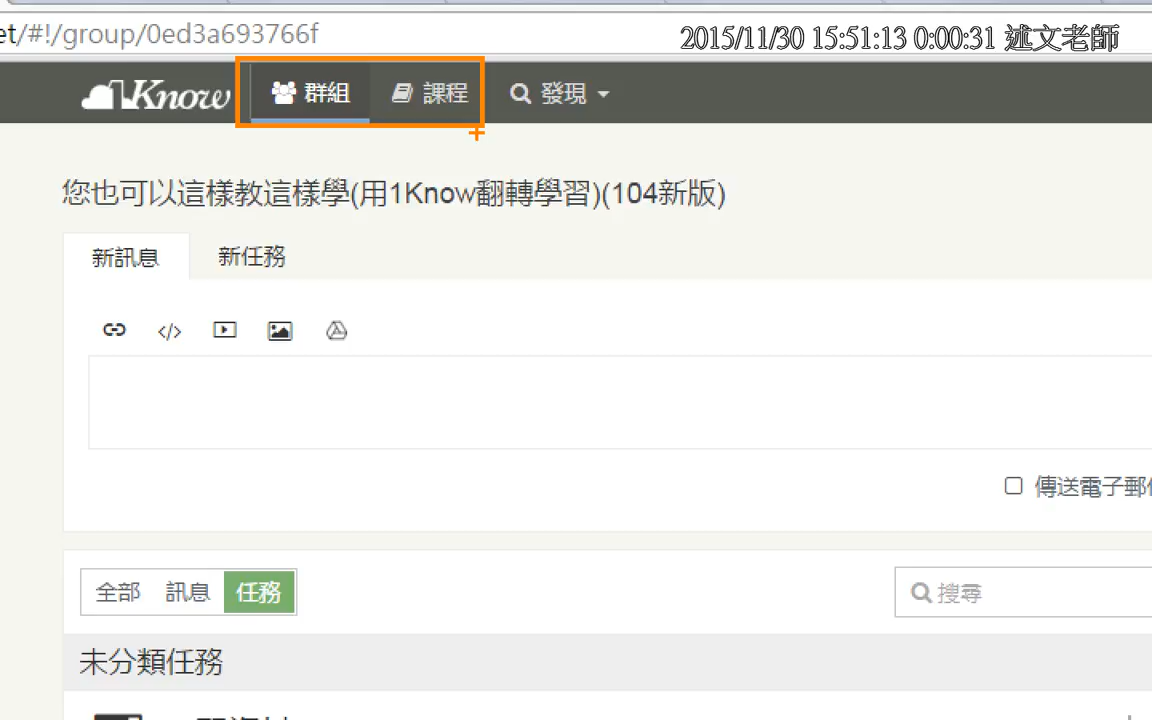 et/#!/group/0ed3a693766f
2015/11/30 15:51:13 0:00:31 述文老師
1Know 群組 課程 發現
您也可以這樣教這樣學(用1Know翻轉學習)(104新版)
新訊息 新任務
傳送電子郵
全部 訊息 任務 搜尋
未分類任務